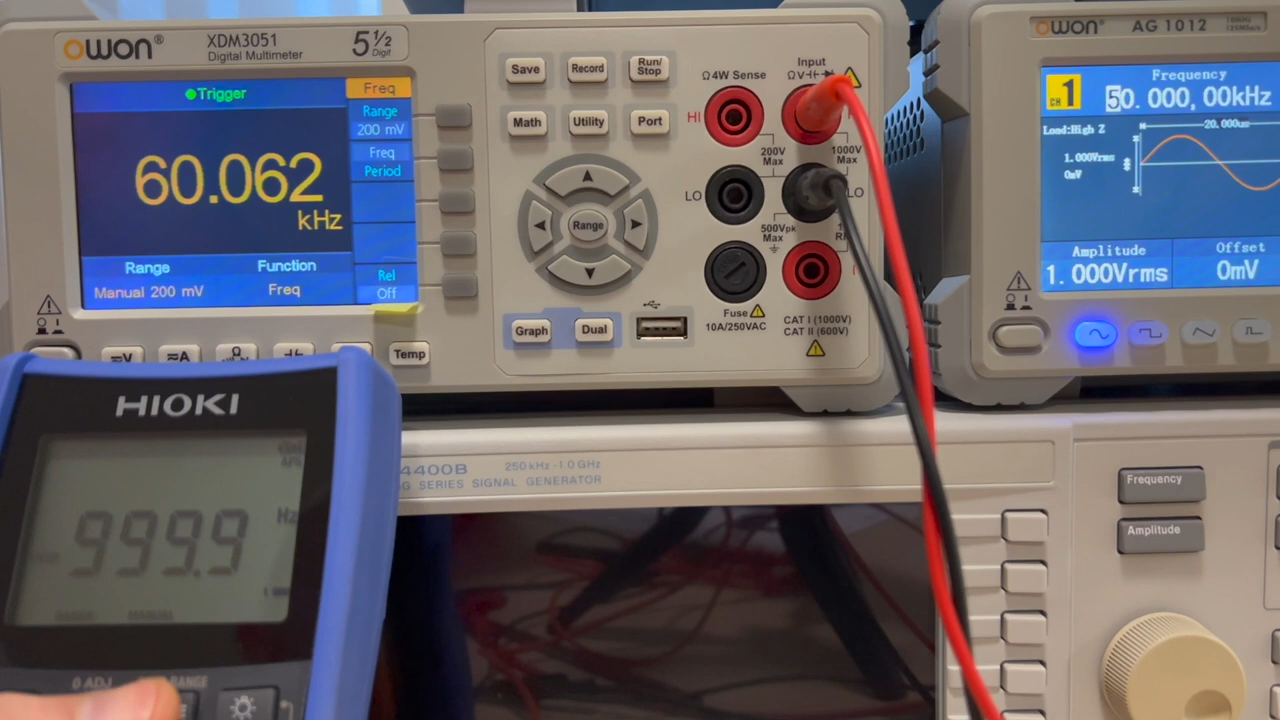 owon®
XDM3051
Digital Multimeter
5½
Digit
Trigger
60.062
kHz
Range
Function
Manual 200 mV
Freq
Freq
Range
200 mV
Freq
Period
Rel
Off
Save
Record
Run/
Stop
Math
Utility
Port
Range
Graph
Dual
Temp
Ω4W Sense
Input
HI
LO
LO
200V
Max
1000V
Max
500Vpk
Max
Fuse
10A/250VAC
CAT I (1000V)
CAT II (600V)
owon®
AG 1012
CH 1
Frequency
50.000,00kHz
Load:High Z
20.000us
1.000Vrms
0mV
Amplitude
1.000Vrms
Offset
0mV
HIOKI
999.9
Hz
MANUAL
0 ADJ
RANGE
4400B
250 kHz - 1.0 GHz
SERIES SIGNAL GENERATOR
Frequency
Amplitude